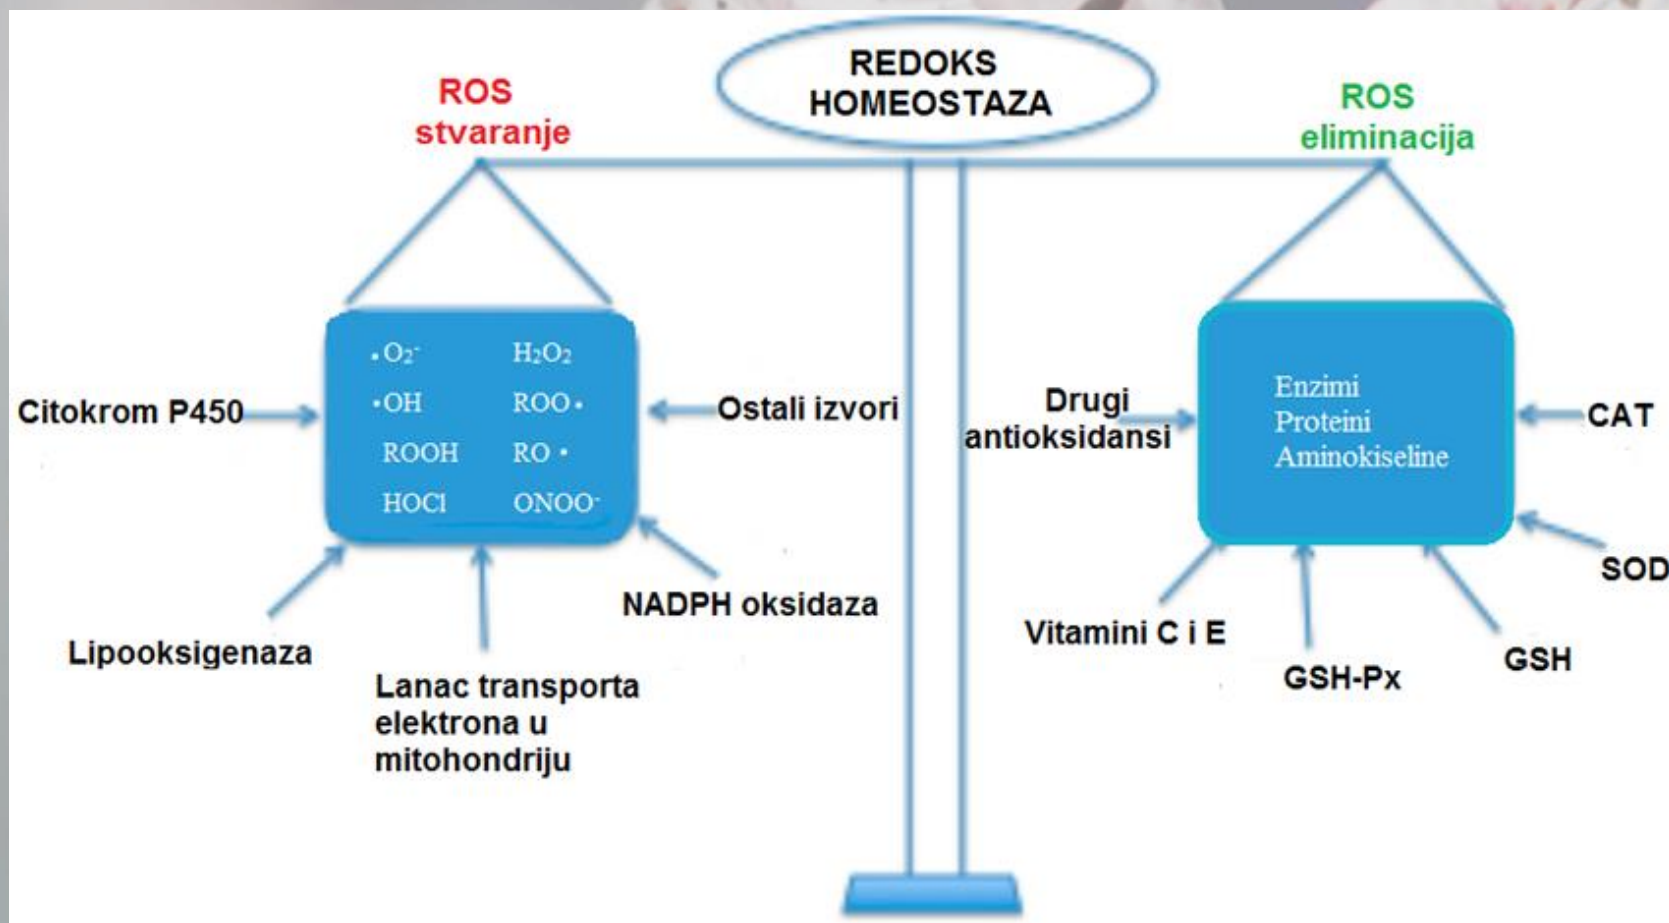 REDOKS
HOMEOSTAZA
ROS
stvaranje
ROS
eliminacija
•O₂⁻ H₂O₂
•OH ROO•
ROOH RO •
HOCl ONOO⁻
Citokrom P450
Ostali izvori
Lipooksigenaza
Lanac transporta
elektrona u
mitohondriju
NADPH oksidaza
Enzimi
Proteini
Aminokiseline
Drugi
antioksidansi
CAT
SOD
Vitamini C i E
GSH-Px
GSH